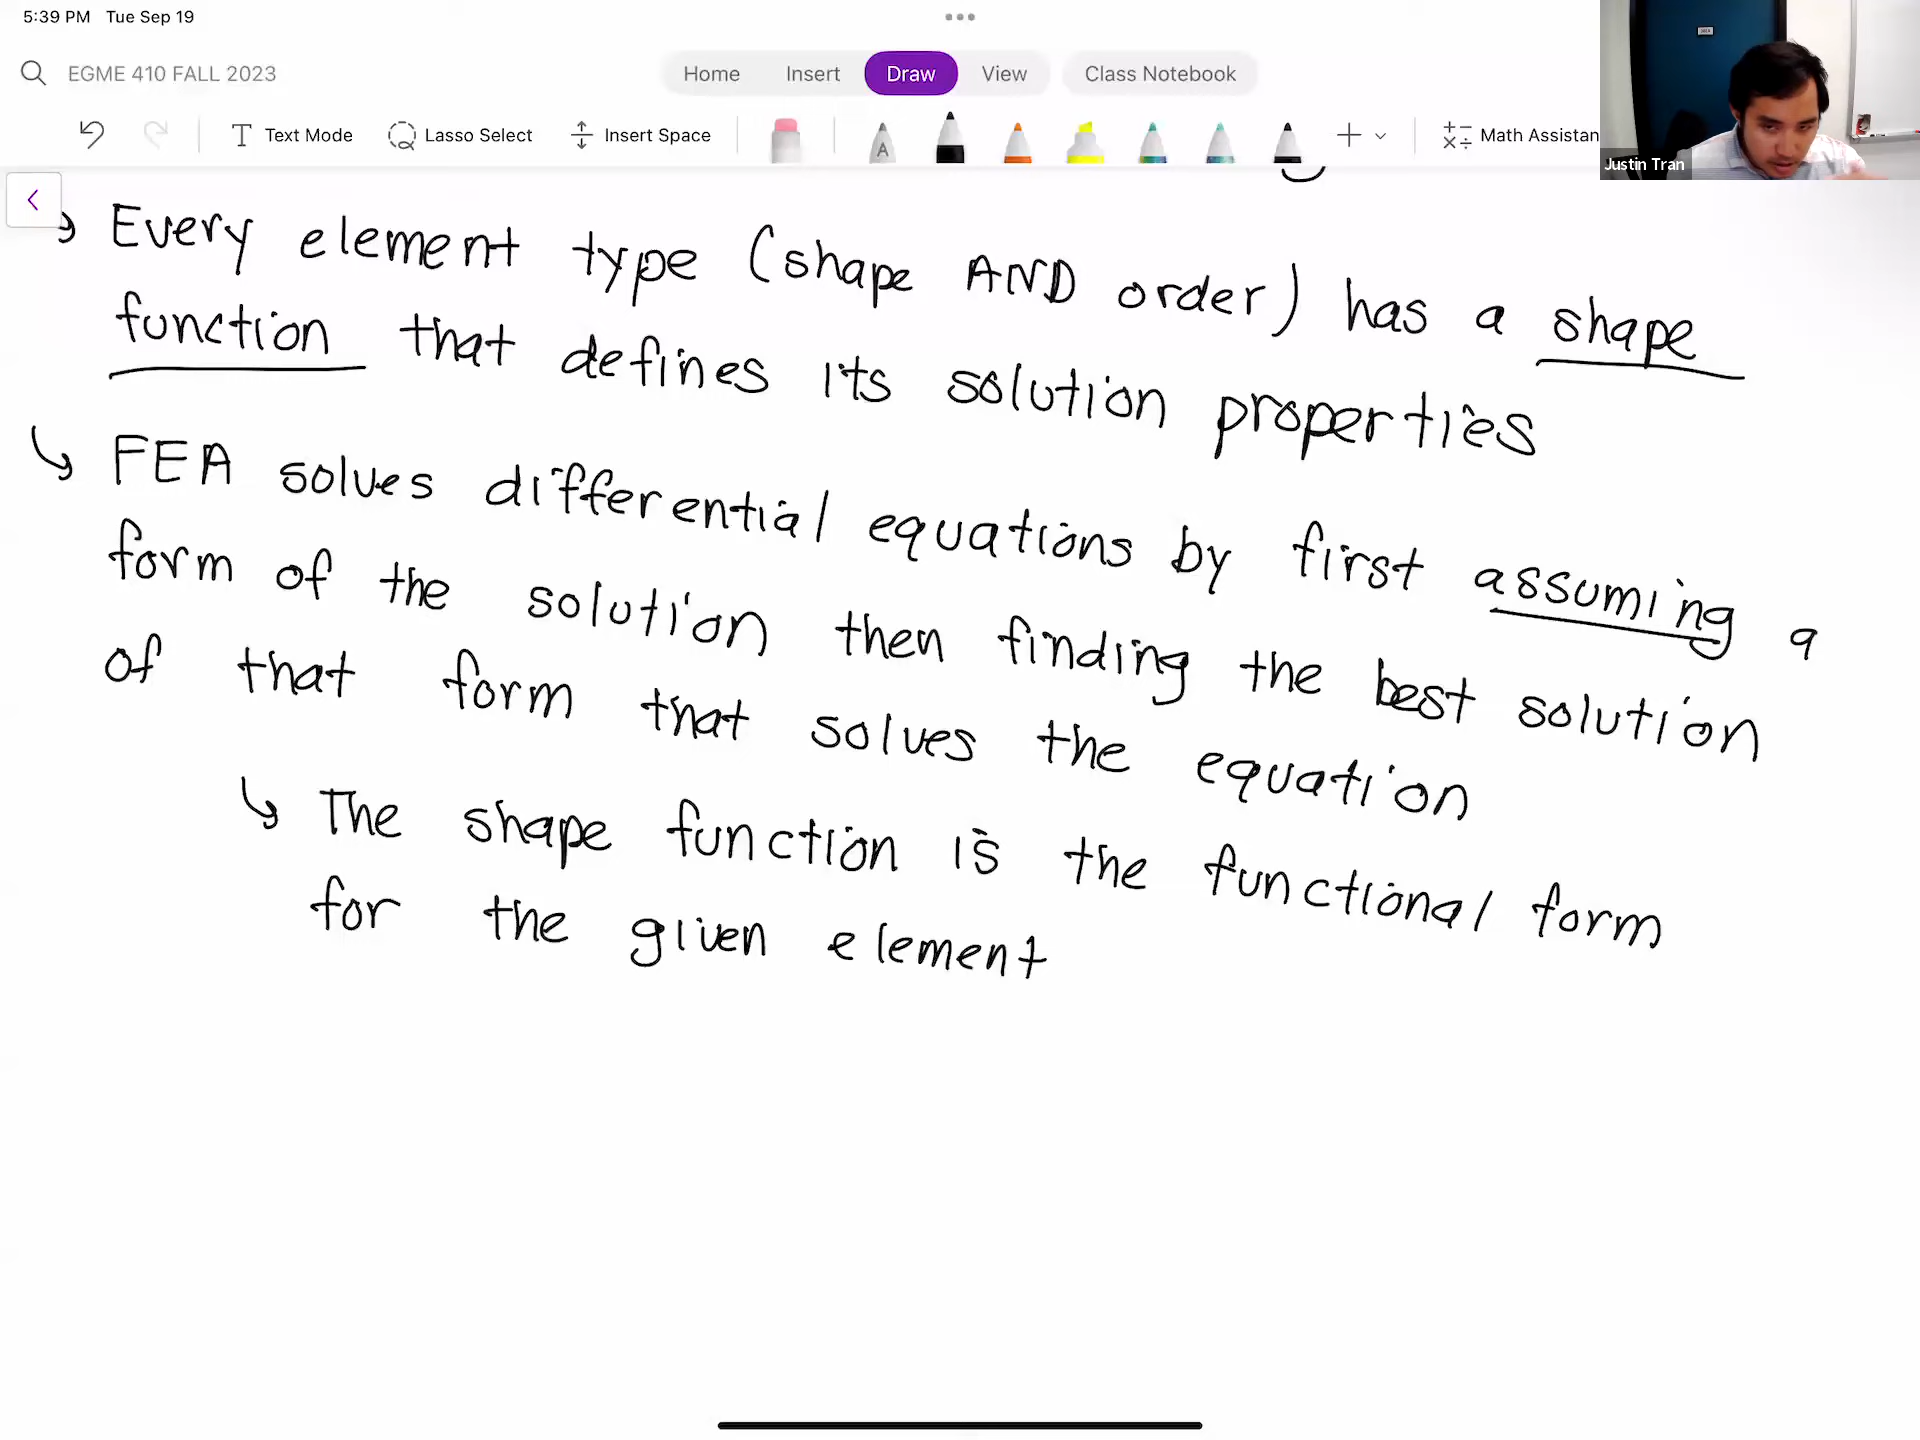 5:39 PM Tue Sep 19
EGME 410 FALL 2023
Home Insert Draw View Class Notebook
Text Mode Lasso Select Insert Space A Math Assistan
Justin Tran
Every element type (shape AND order) has a shape
function that defines its solution properties
FEA solves differential equations by first assuming a
form of the solution then finding the best solution
of that form that solves the equation
The shape function is the functional form
for the given element